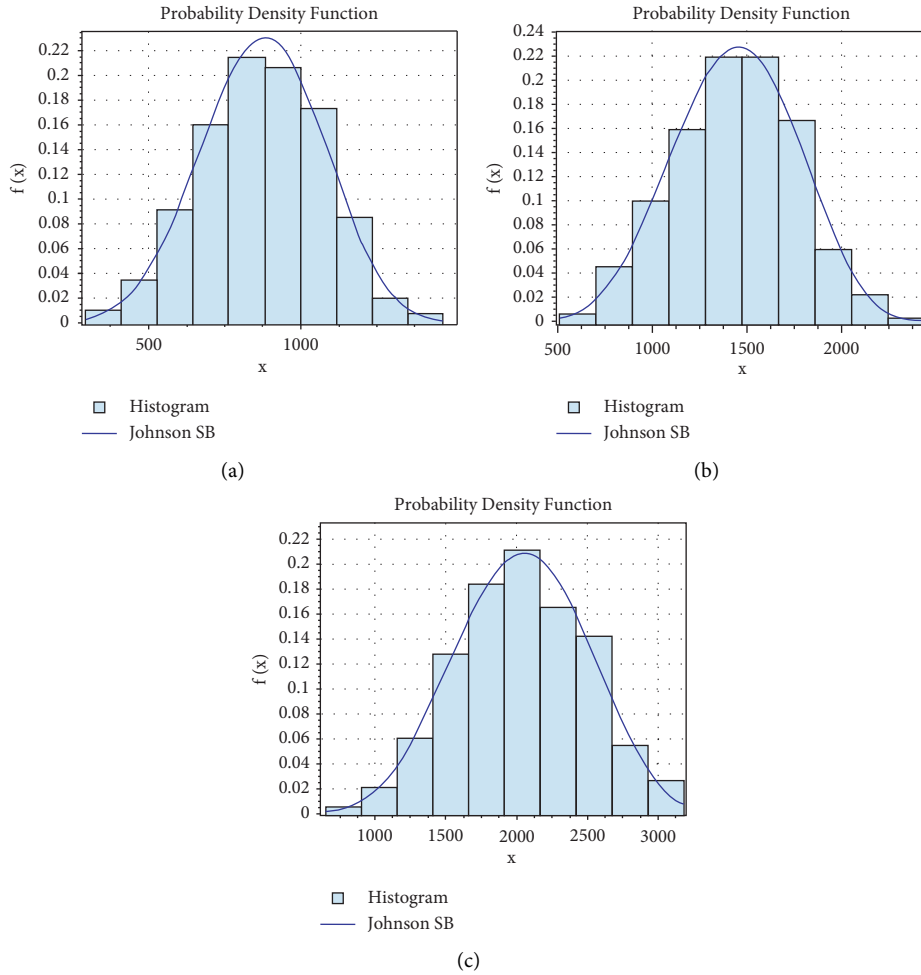 Probability Density Function
0.22
0.2
0.18
0.16
0.14
0.12
0.1
0.08
0.06
0.04
0.02
0
f (x)
500
1000
x
Histogram
Johnson SB
(a)
Probability Density Function
0.24
0.22
0.20
0.18
0.16
0.14
0.12
0.10
0.08
0.06
0.04
0.02
0
f (x)
500
1000
1500
2000
x
Histogram
Johnson SB
(b)
Probability Density Function
0.22
0.2
0.18
0.16
0.14
0.12
0.1
0.08
0.06
0.04
0.02
0
f (x)
1000
1500
2000
2500
3000
x
Histogram
Johnson SB
(c)